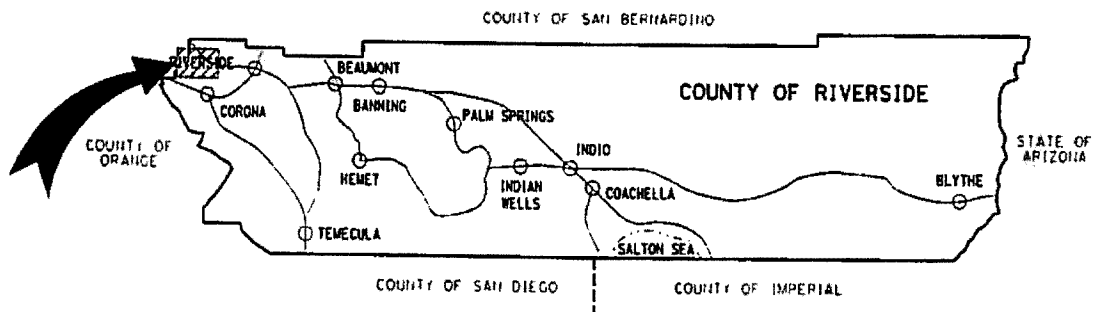 COUNTY OF SAN BERNARDINO
RIVERSIDE
BEAUMONT
COUNTY OF RIVERSIDE
CORONA
BANNING
PALM SPRINGS
COUNTY OF
ORANGE
STATE OF
ARIZONA
INDIO
HEMET
INDIAN
WELLS
COACHELLA
BLYTHE
TEMECULA
SALTON SEA
COUNTY OF SAN DIEGO
COUNTY OF IMPERIAL